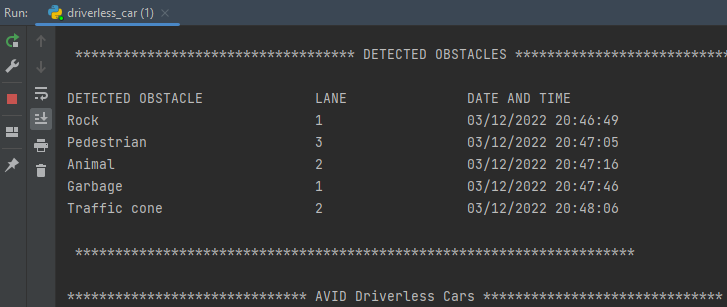 Run: driverless_car (1)
*********************************** DETECTED OBSTACLES ***************************
DETECTED OBSTACLE LANE DATE AND TIME
Rock 1 03/12/2022 20:46:49
Pedestrian 3 03/12/2022 20:47:05
Animal 2 03/12/2022 20:47:16
Garbage 1 03/12/2022 20:47:46
Traffic cone 2 03/12/2022 20:48:06
**********************************************************************
****************************** AVID Driverless Cars ******************************